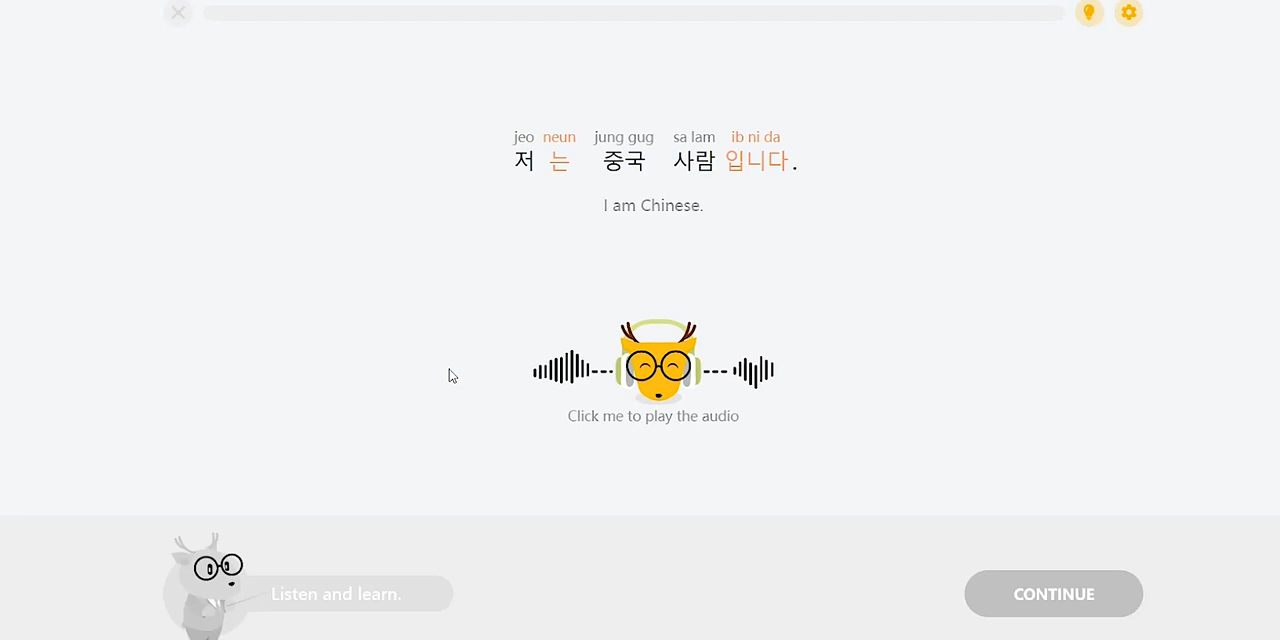 jeo neun jung gug sa lam ib ni da
저 는 중국 사람 입니다.
I am Chinese.
Click me to play the audio
Listen and learn.
CONTINUE